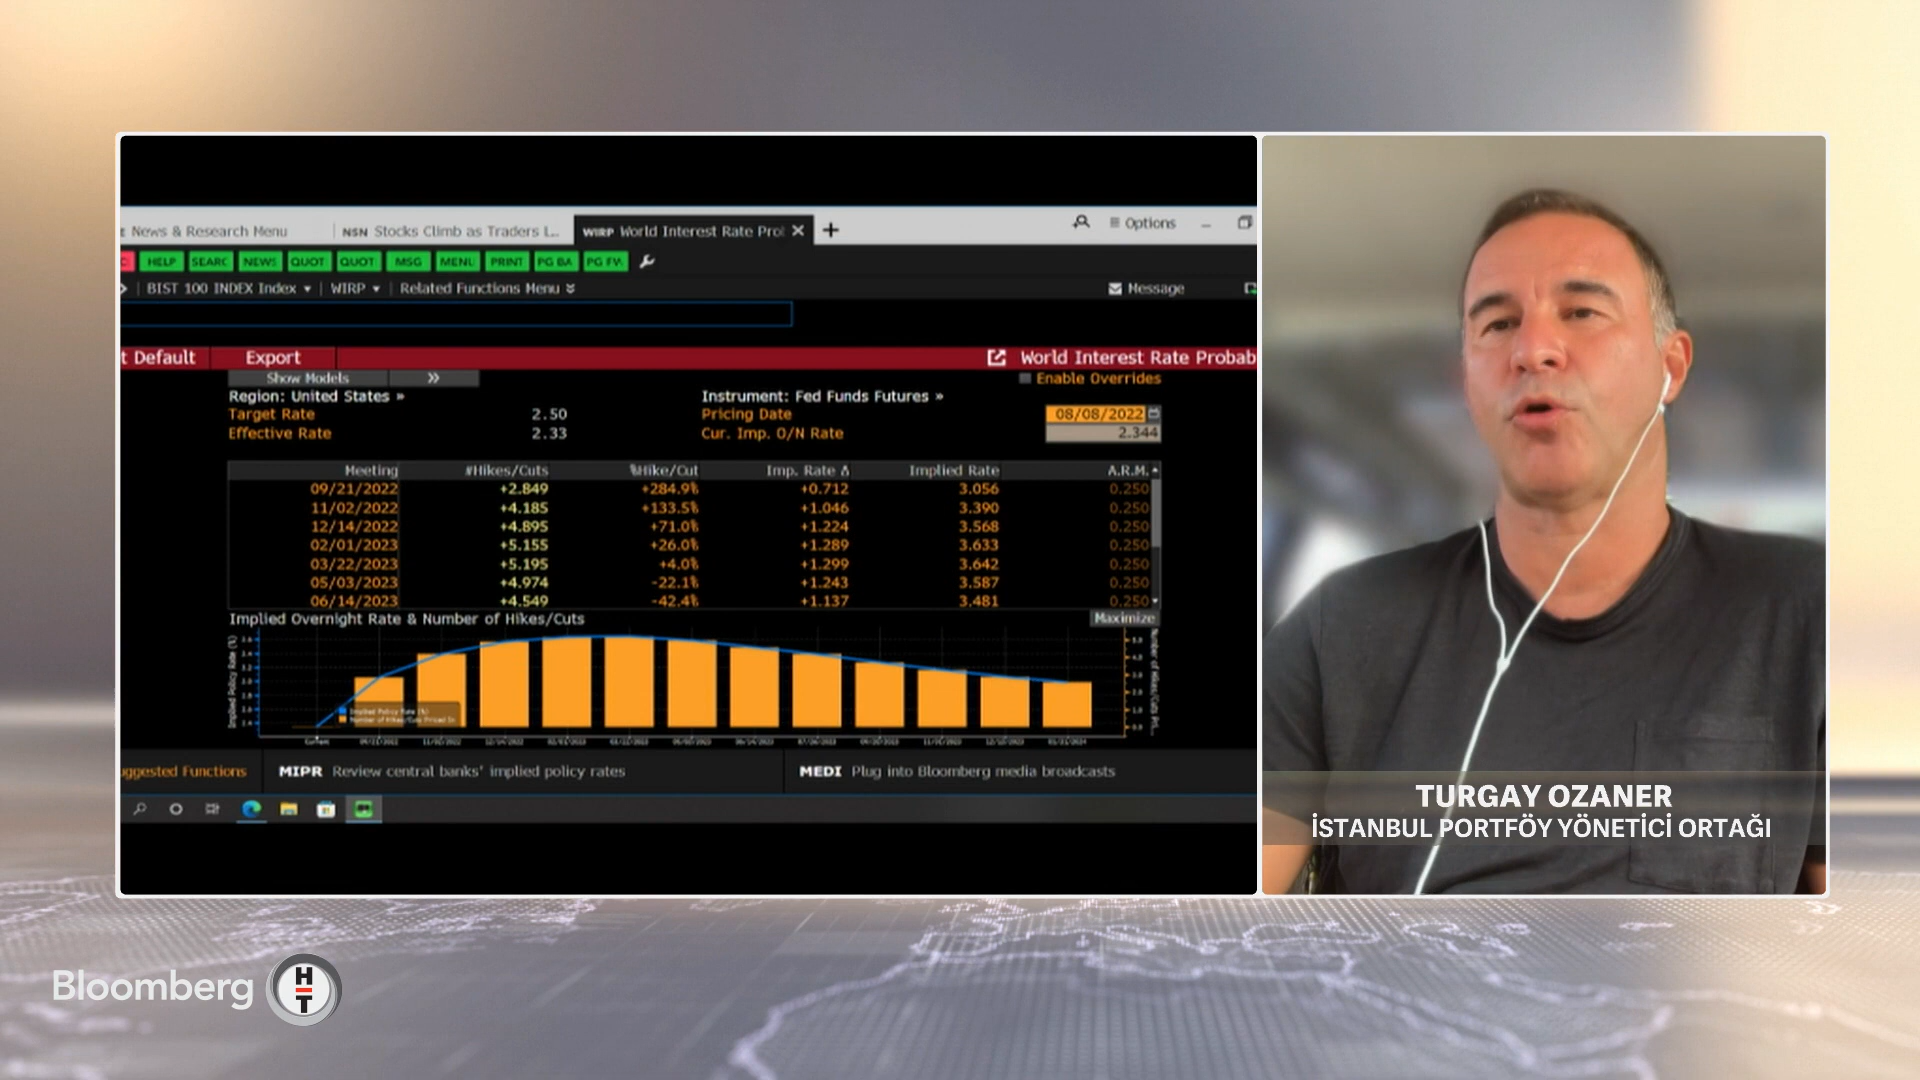 News & Research Menu
NSN Stocks Climb as Traders L..
WIRP World Interest Rate Pro
Options
HELP SEARC NEWS QUOT QUOT MSG MENU PRINT PG BA PG FW
BIST 100 INDEX Index WIRP Related Functions Menu
Message
t Default Export World Interest Rate Probab
Show Models Enable Overrides
Region: United States » Instrument: Fed Funds Futures »
Target Rate 2.50 Pricing Date 08/08/2022
Effective Rate 2.33 Cur. Imp. O/N Rate 2.344
Meeting #Hikes/Cuts %Hike/Cut Imp. Rate Δ Implied Rate A.R.M.
09/21/2022 +2.849 +284.9% +0.712 3.056 0.250
11/02/2022 +4.185 +133.5% +1.046 3.390 0.250
12/14/2022 +4.895 +71.0% +1.224 3.568 0.250
02/01/2023 +5.155 +26.0% +1.289 3.633 0.250
03/22/2023 +5.195 +4.0% +1.299 3.642 0.250
05/03/2023 +4.974 -22.1% +1.243 3.587 0.250
06/14/2023 +4.549 -42.4% +1.137 3.481 0.250
Implied Overnight Rate & Number of Hikes/Cuts Maximize
Implied Policy Rate (%)
ggested Functions MIPR Review central banks' implied policy rates MEDI Plug into Bloomberg media broadcasts
TURGAY OZANER
İSTANBUL PORTFÖY YÖNETİCİ ORTAĞI
Bloomberg HT